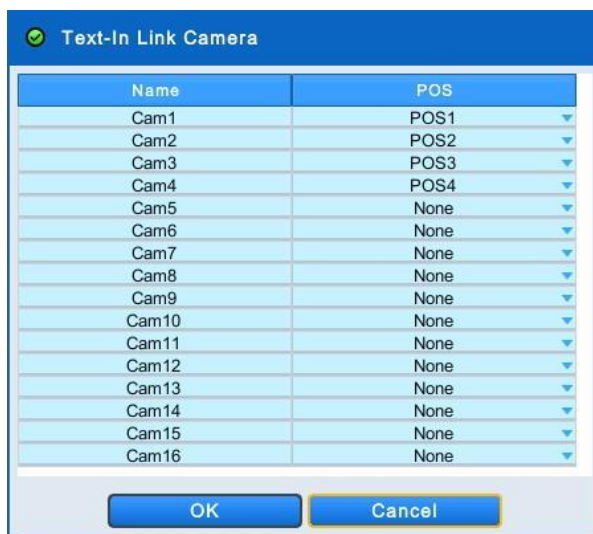 Text-In Link Camera
Name POS
Cam1 POS1
Cam2 POS2
Cam3 POS3
Cam4 POS4
Cam5 None
Cam6 None
Cam7 None
Cam8 None
Cam9 None
Cam10 None
Cam11 None
Cam12 None
Cam13 None
Cam14 None
Cam15 None
Cam16 None
OK Cancel